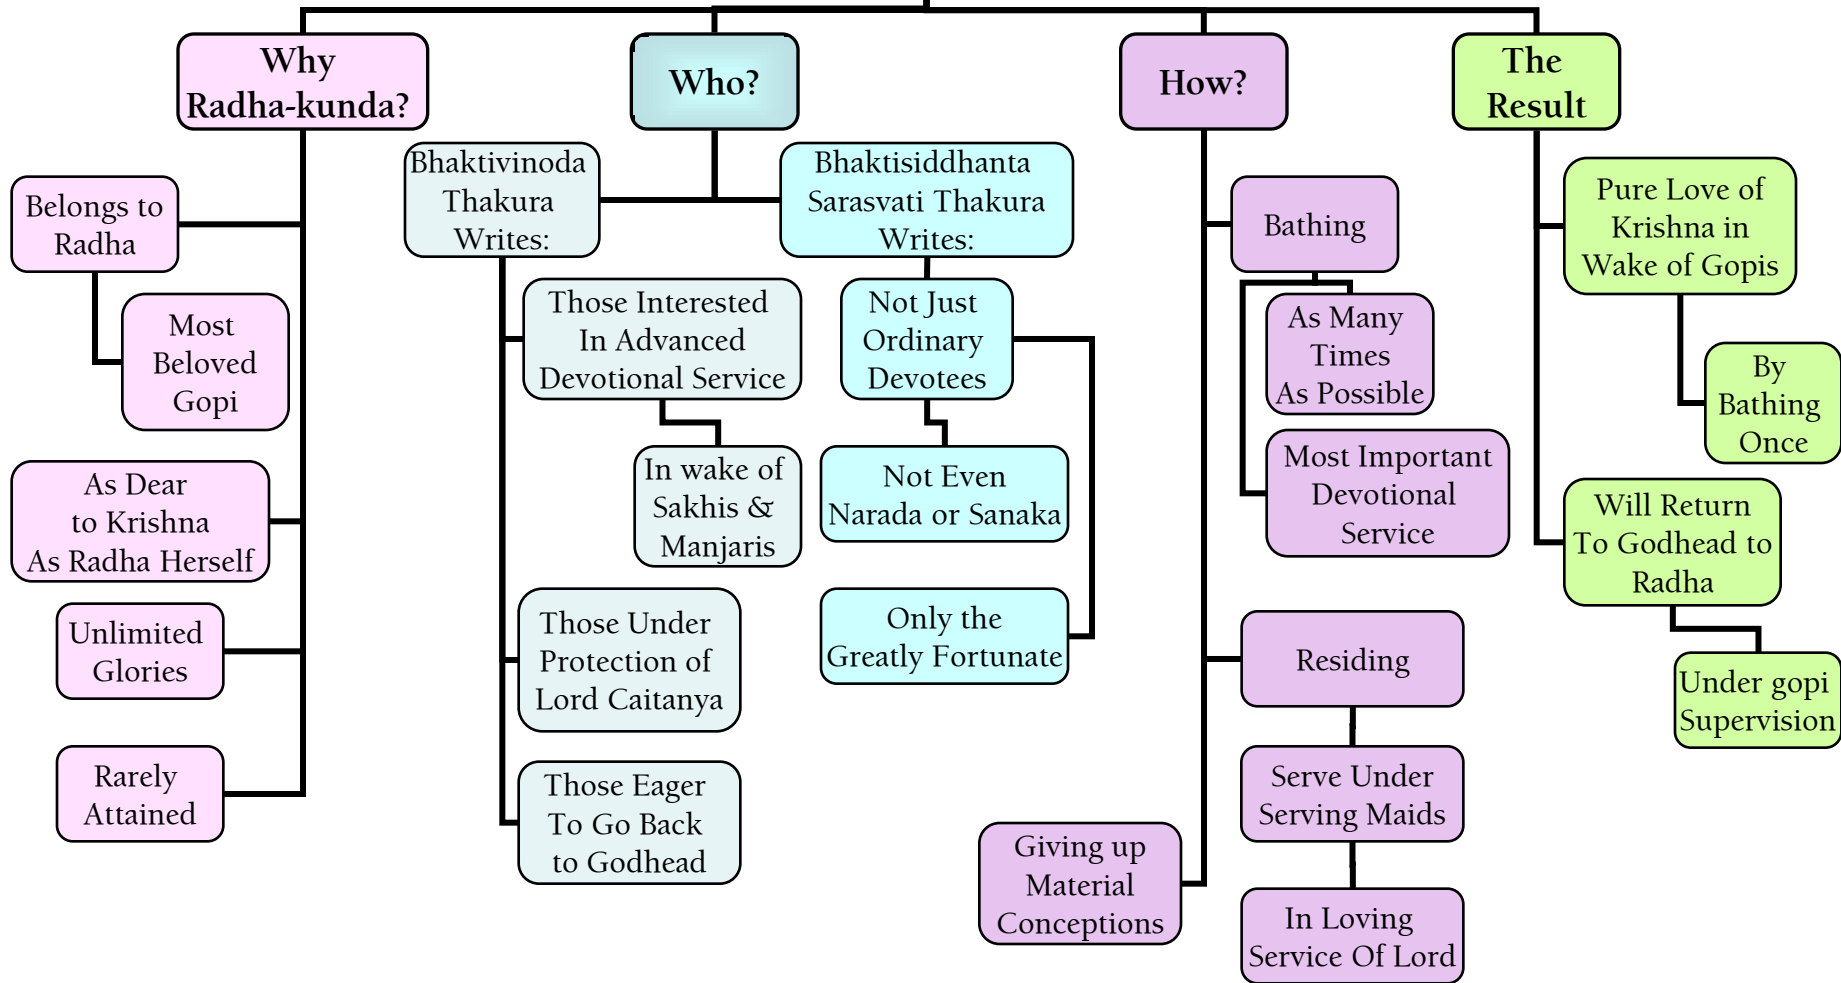 Why
Radha-kunda?
Belongs to
Radha
Most
Beloved
Gopi
As Dear
to Krishna
As Radha Herself
Unlimited
Glories
Rarely
Attained
Who?
Bhaktivinoda
Thakura
Writes:
Those Interested
In Advanced
Devotional Service
In wake of
Sakhis &
Manjaris
Those Under
Protection of
Lord Caitanya
Those Eager
To Go Back
to Godhead
Bhaktisiddhanta
Sarasvati Thakura
Writes:
Not Just
Ordinary
Devotees
Not Even
Narada or Sanaka
Only the
Greatly Fortunate
How?
Bathing
As Many
Times
As Possible
Most Important
Devotional
Service
Residing
Serve Under
Serving Maids
In Loving
Service Of Lord
Giving up
Material
Conceptions
The
Result
Pure Love of
Krishna in
Wake of Gopis
By
Bathing
Once
Will Return
To Godhead to
Radha
Under gopi
Supervision